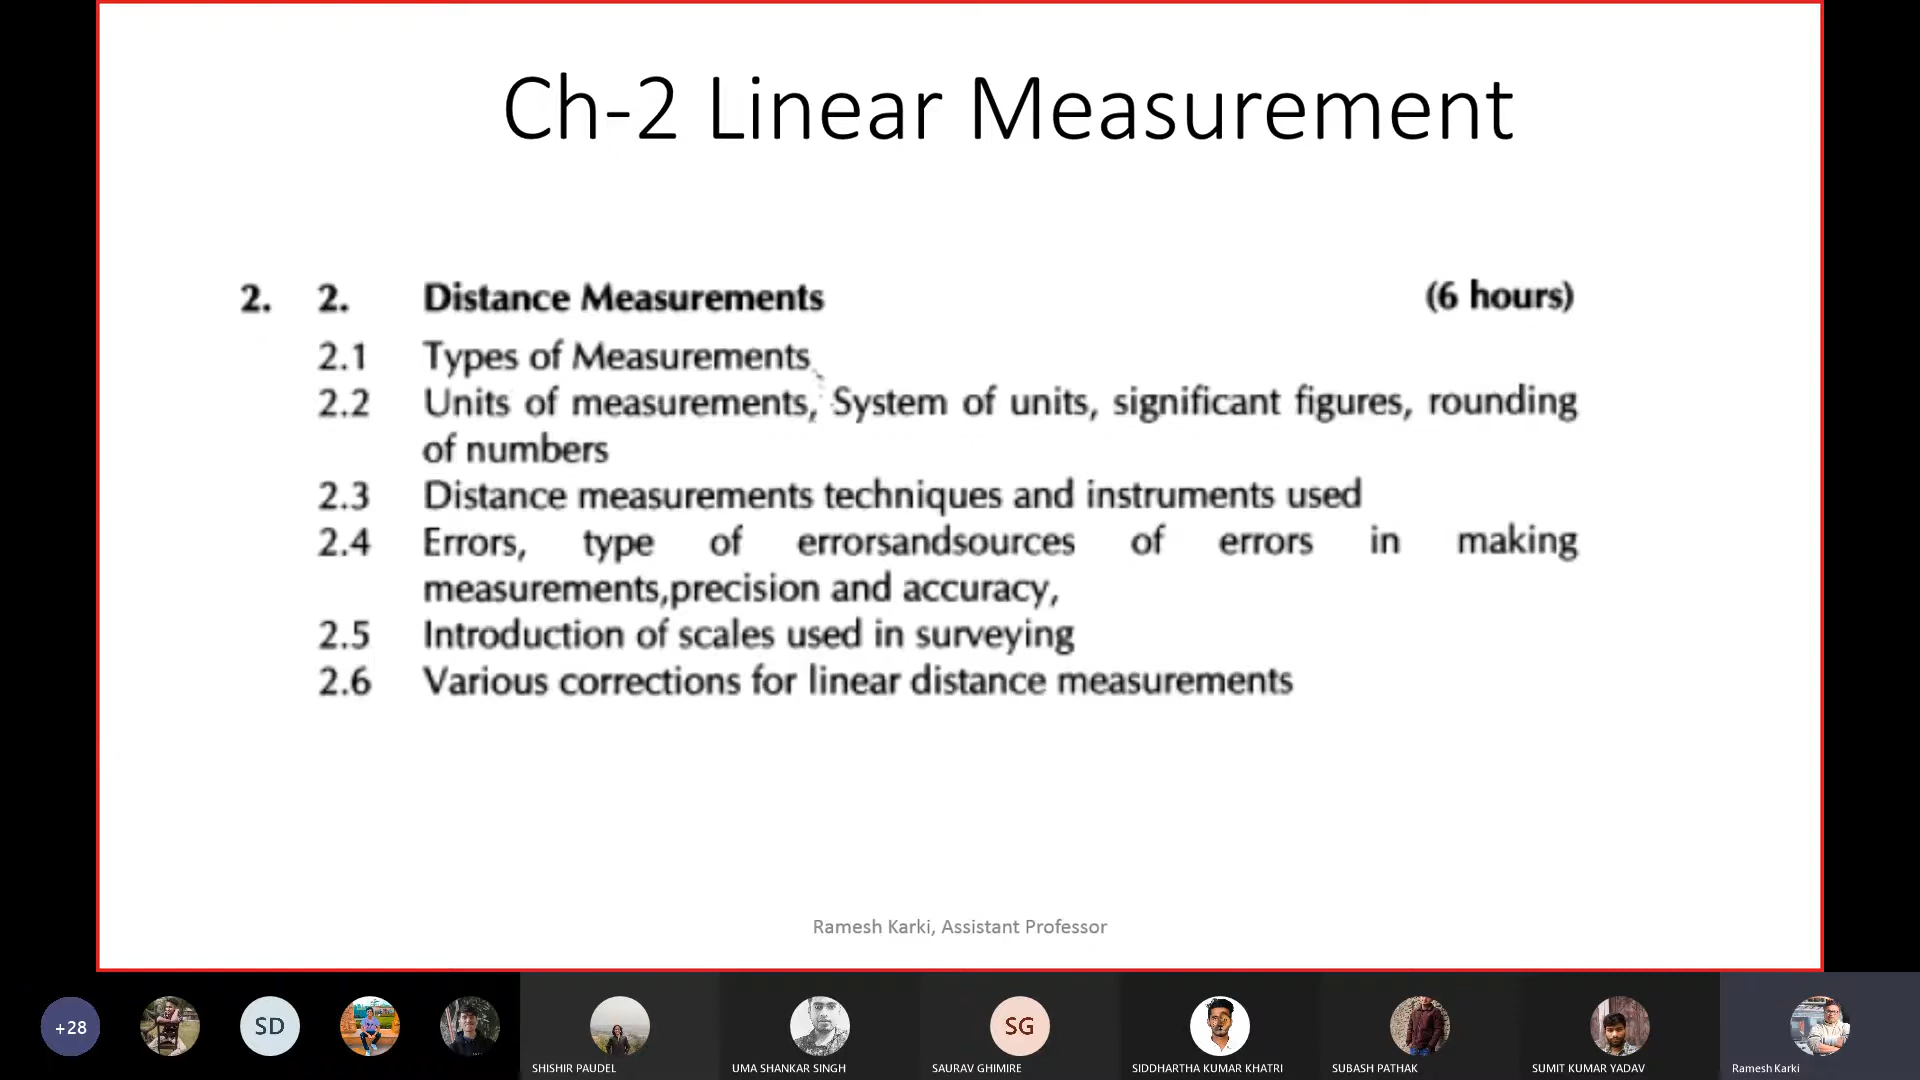 Ch-2 Linear Measurement
2. 2. Distance Measurements (6 hours)
2.1 Types of Measurements
2.2 Units of measurements, System of units, significant figures, rounding
of numbers
2.3 Distance measurements techniques and instruments used
2.4 Errors, type of errorsandsources of errors in making
measurements,precision and accuracy,
2.5 Introduction of scales used in surveying
2.6 Various corrections for linear distance measurements
Ramesh Karki, Assistant Professor
+28 SD SG
SHISHIR PAUDEL UMA SHANKAR SINGH SAURAV GHIMIRE SIDDHARTHA KUMAR KHATRI SUBASH PATHAK SUMIT KUMAR YADAV Ramesh Karki